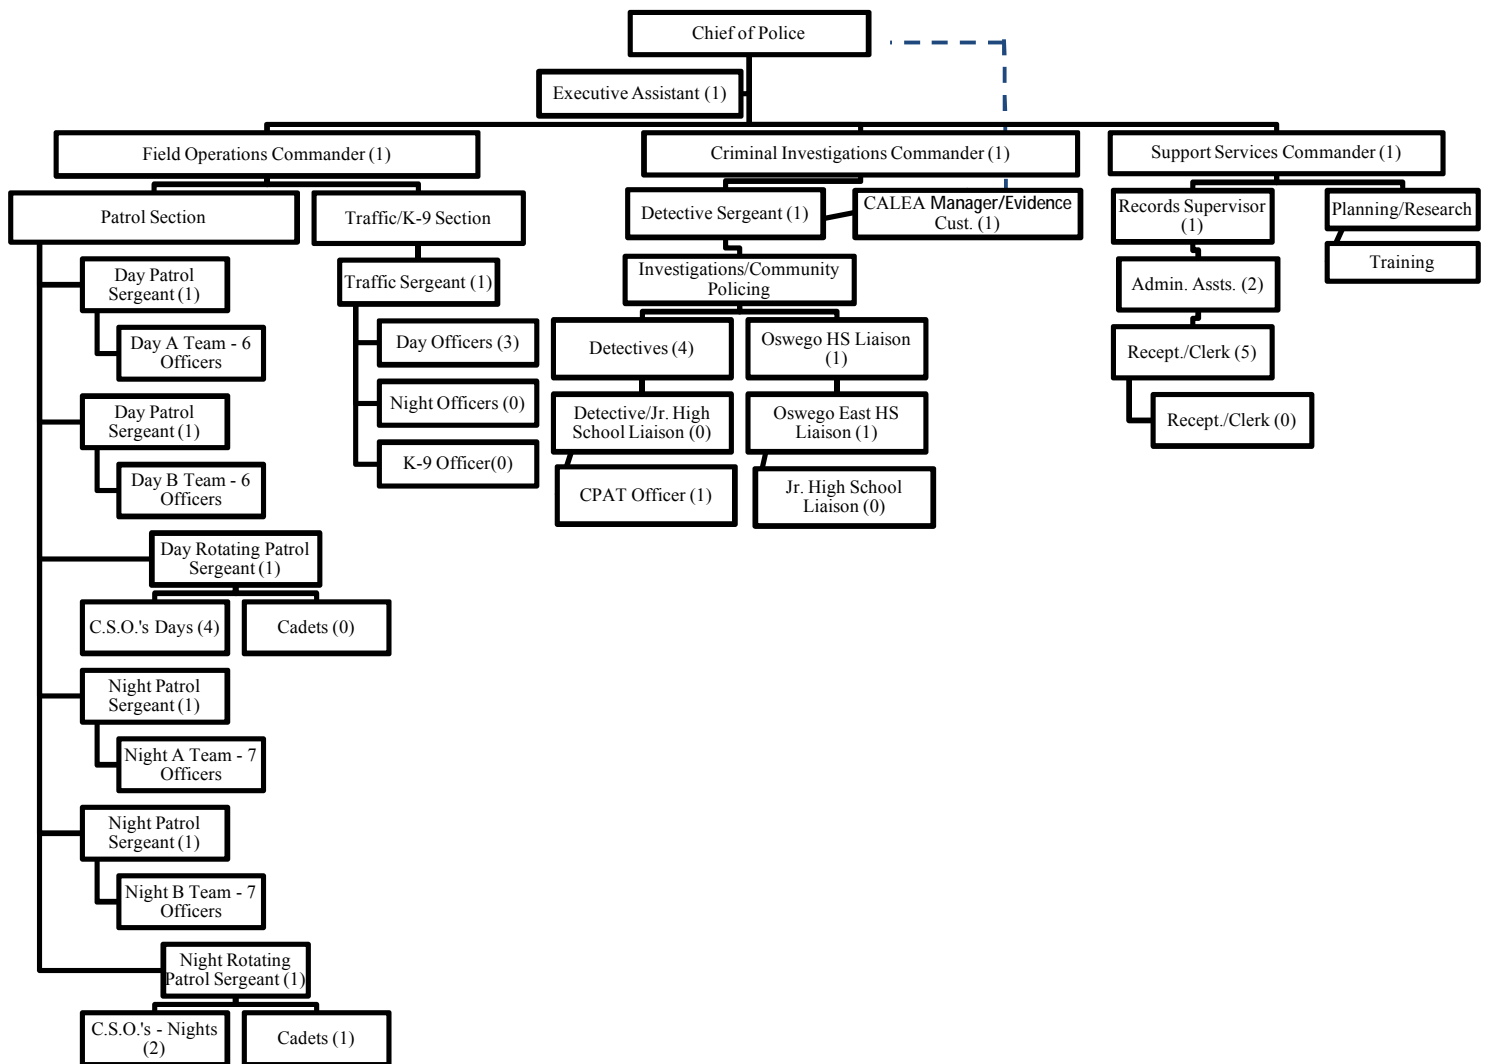 Chief of Police
Executive Assistant (1)
Field Operations Commander (1)
Criminal Investigations Commander (1)
Support Services Commander (1)
Patrol Section
Traffic/K-9 Section
Detective Sergeant (1)
CALEA Manager/Evidence
Cust. (1)
Records Supervisor
(1)
Planning/Research
Training
Day Patrol
Sergeant (1)
Day A Team - 6
Officers
Day Patrol
Sergeant (1)
Day B Team - 6
Officers
Day Rotating Patrol
Sergeant (1)
C.S.O.'s Days (4)
Cadets (0)
Night Patrol
Sergeant (1)
Night A Team - 7
Officers
Night Patrol
Sergeant (1)
Night B Team - 7
Officers
Night Rotating
Patrol Sergeant (1)
C.S.O.'s - Nights
(2)
Cadets (1)
Traffic Sergeant (1)
Day Officers (3)
Night Officers (0)
K-9 Officer(0)
Investigations/Community
Policing
Detectives (4)
Detective/Jr. High
School Liaison (0)
CPAT Officer (1)
Oswego HS Liaison
(1)
Oswego East HS
Liaison (1)
Jr. High School
Liaison (0)
Admin. Assts. (2)
Recept./Clerk (5)
Recept./Clerk (0)